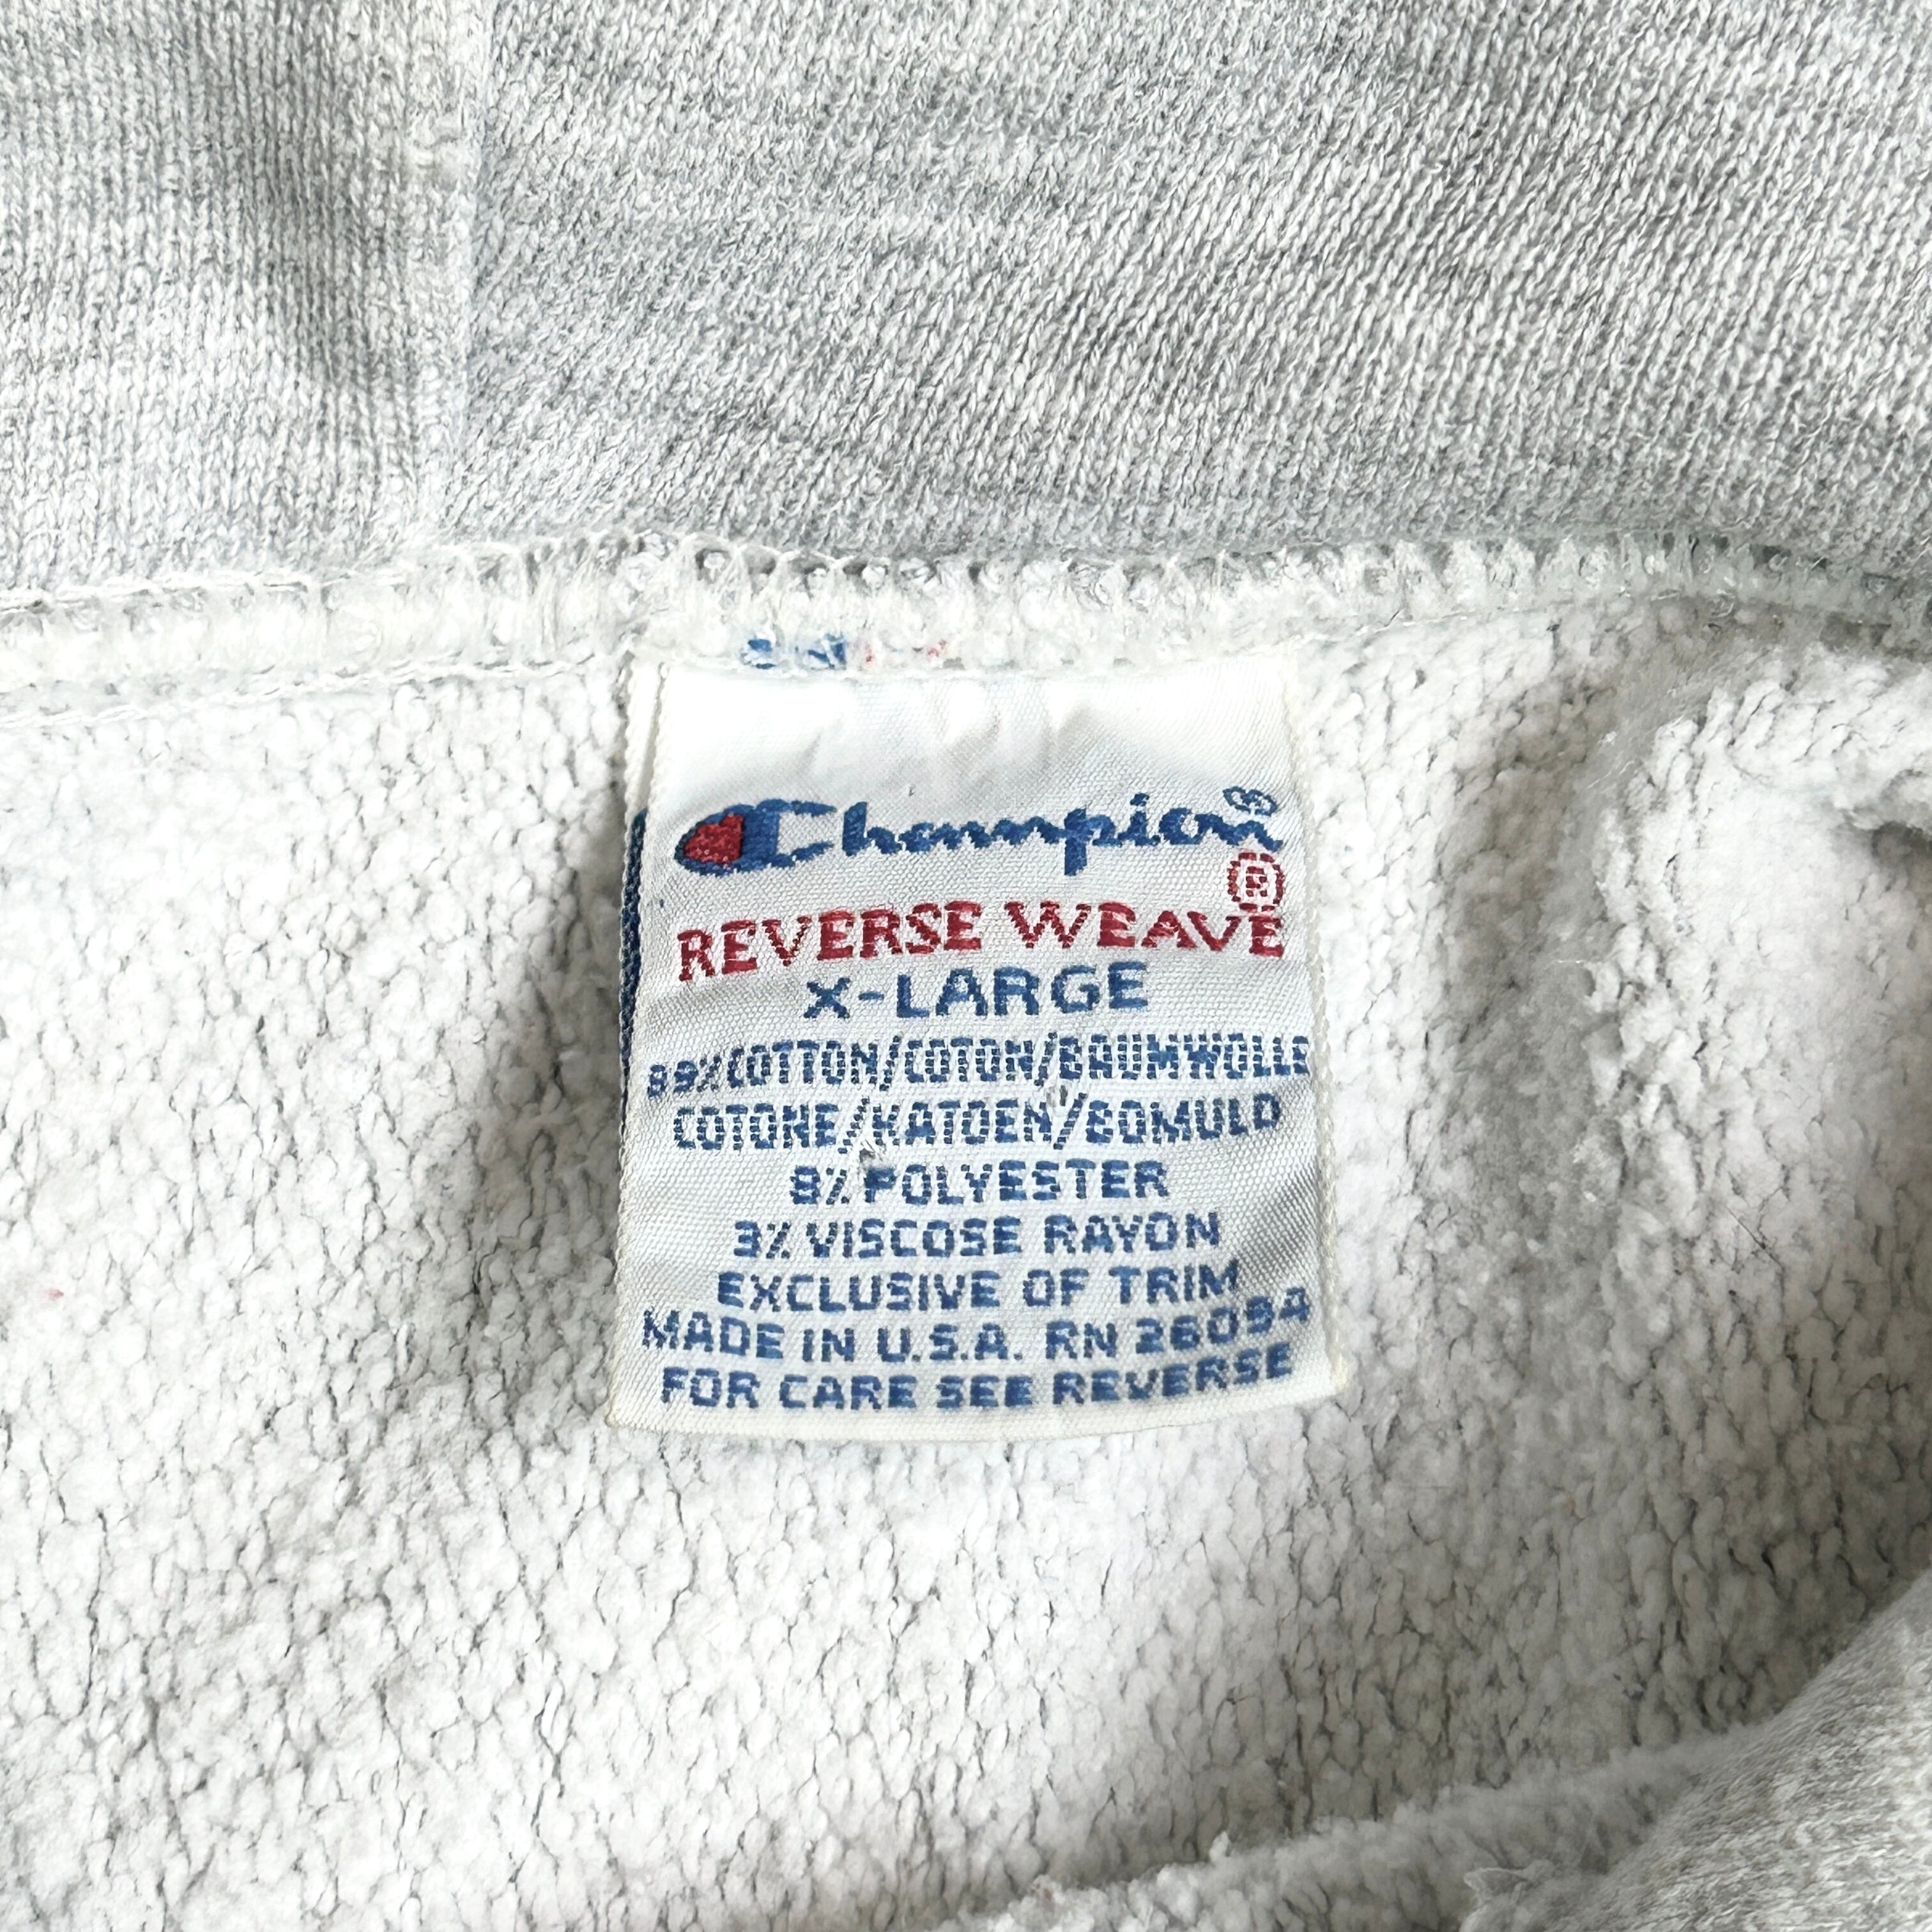 Champion®
REVERSE WEAVE®
X-LARGE
89% COTTON/COTON/BAUMWOLLE
COTONE/KATOEN/BOMULD
8% POLYESTER
3% VISCOSE RAYON
EXCLUSIVE OF TRIM
MADE IN U.S.A. RN 26094
FOR CARE SEE REVERSE